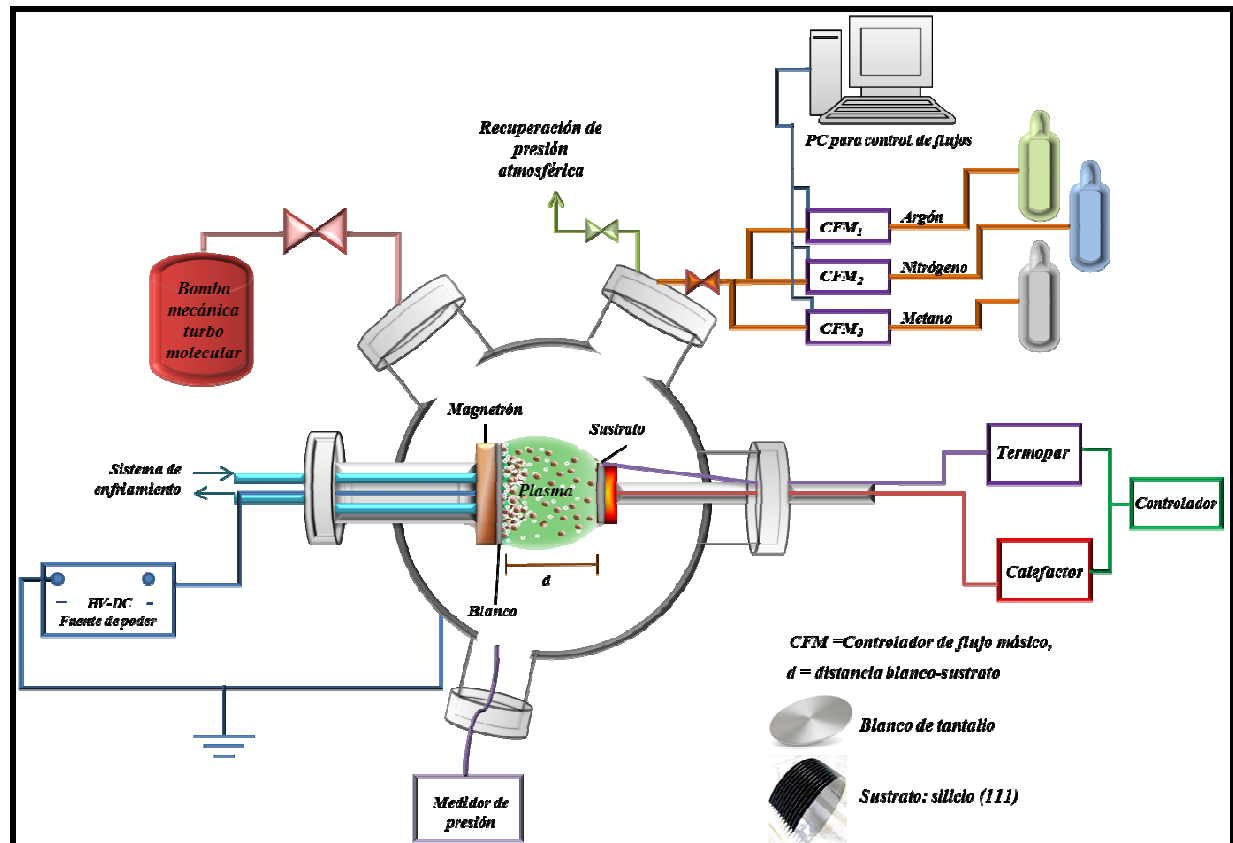 PC para control de flujos
Recuperación de
presión
atmosférica
CFM1
Argón
CFM2
Nitrógeno
CFM3
Metano
Bomba
mecánica
turbo
molecular
Magnetrón
Sustrato
Plasma
Sistema de
enfriamiento
d
Blanco
Termopar
Controlador
Calefactor
- HV-DC -
Fuente de poder
CFM =Controlador de flujo másico,
d = distancia blanco-sustrato
Blanco de tantalio
Sustrato: silicio (111)
Medidor de
presión